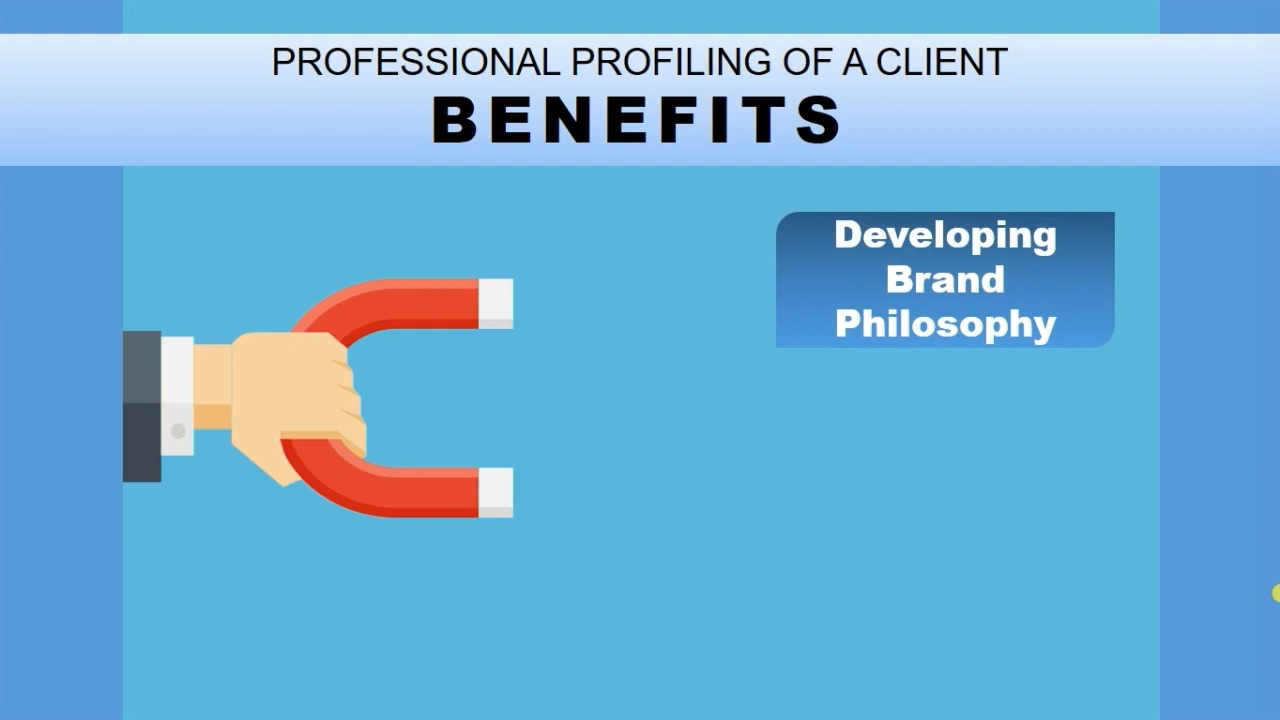 PROFESSIONAL PROFILING OF A CLIENT
BENEFITS
Developing
Brand
Philosophy